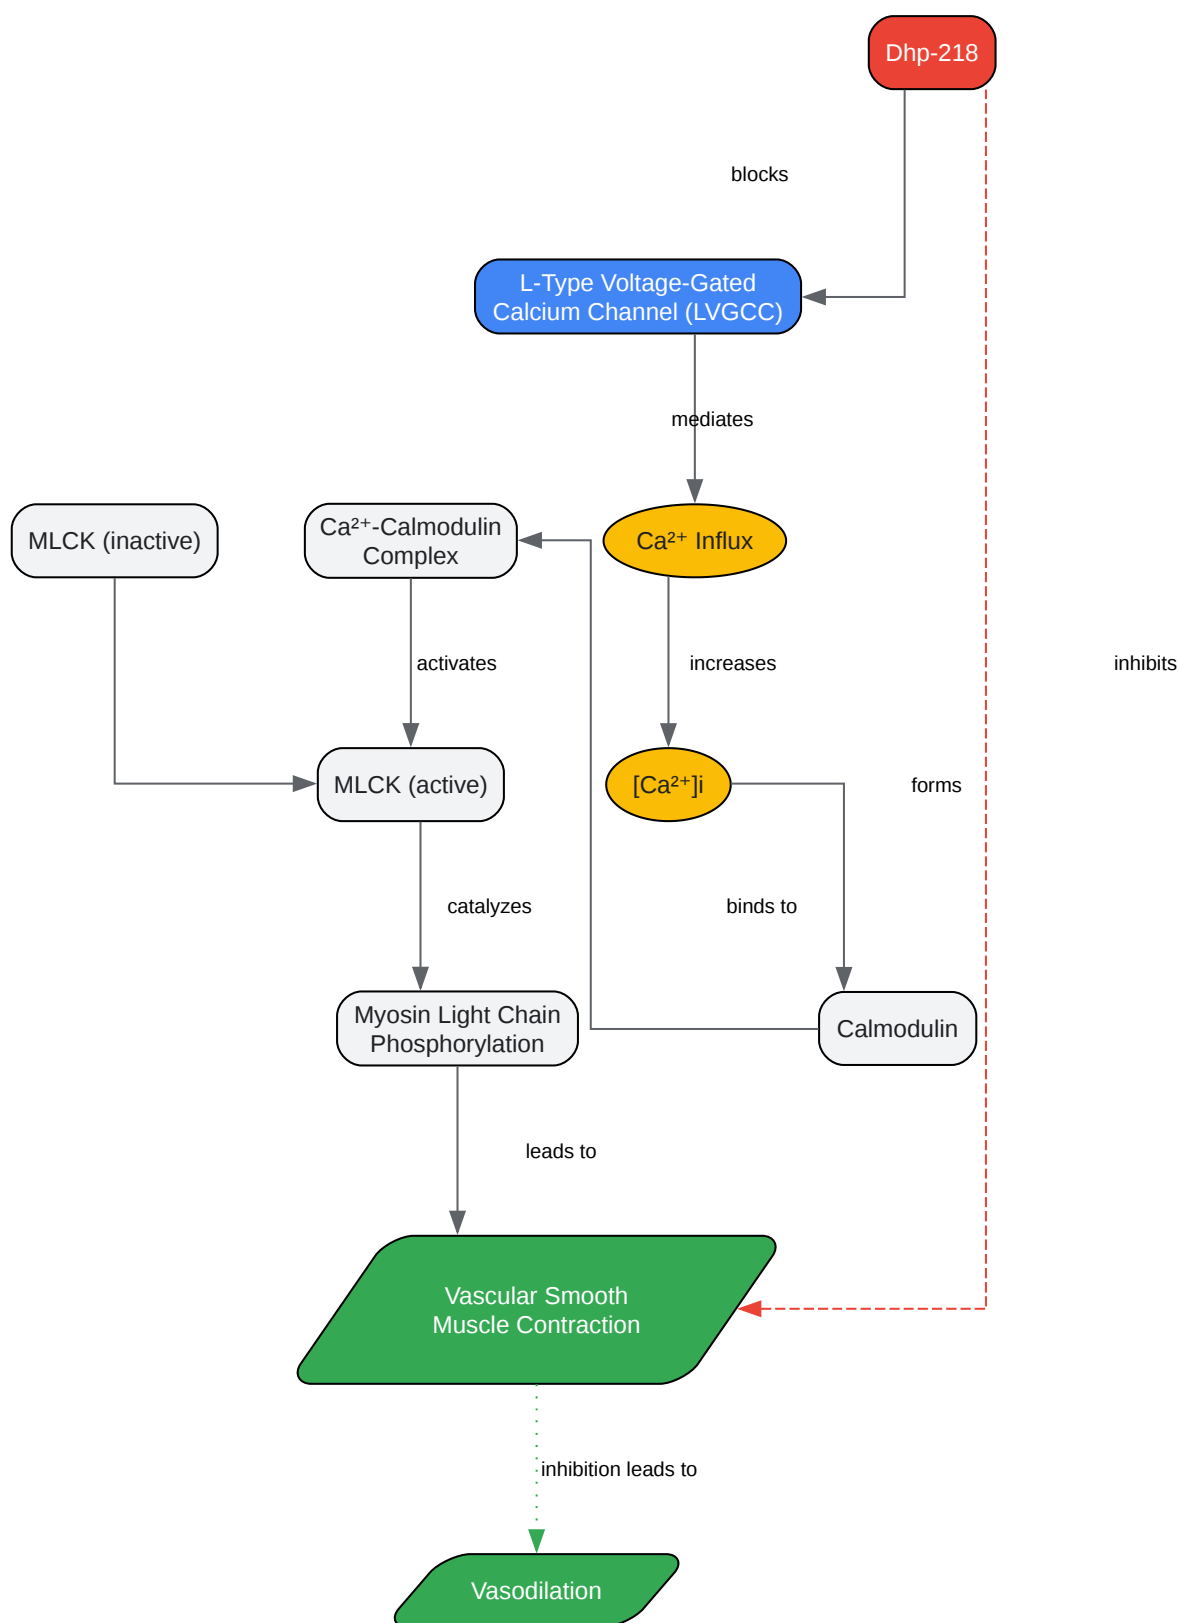 Dhp-218
blocks
L-Type Voltage-Gated
Calcium Channel (LVGCC)
mediates
MLCK (inactive)
Ca²⁺-Calmodulin
Complex
Ca²⁺ Influx
activates
increases
inhibits
MLCK (active)
[Ca²⁺]i
forms
catalyzes
binds to
Myosin Light Chain
Phosphorylation
Calmodulin
leads to
Vascular Smooth
Muscle Contraction
inhibition leads to
Vasodilation